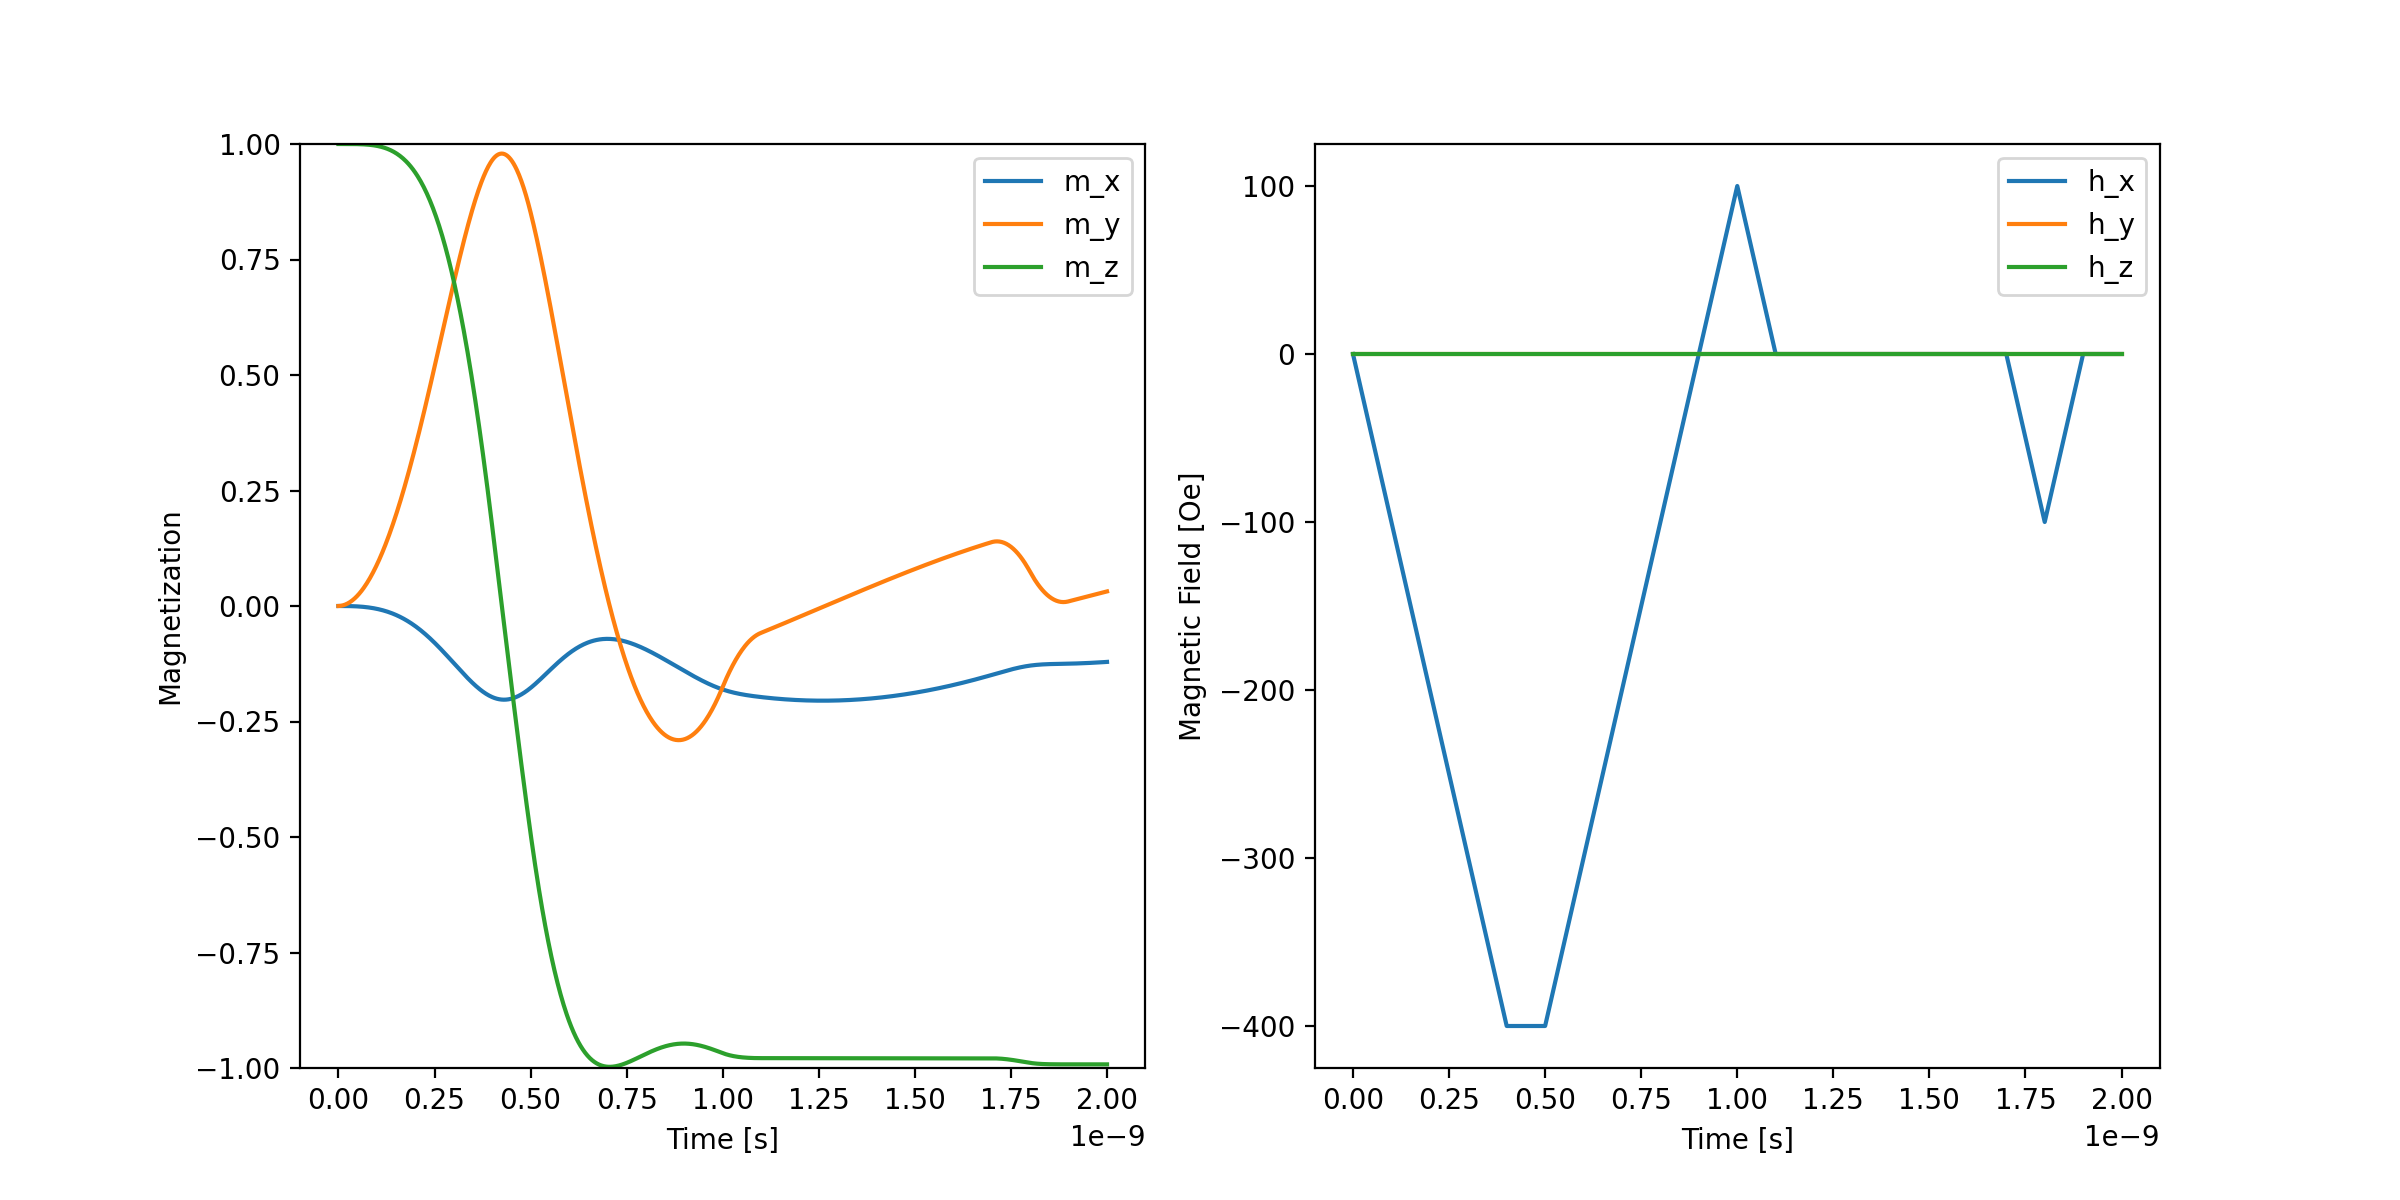 1.00
0.75
0.50
0.25
0.00
−0.25
−0.50
−0.75
−1.00
Magnetization
m_x
m_y
m_z
0.00 0.25 0.50 0.75 1.00 1.25 1.50 1.75 2.00
Time [s]
1e−9
100
0
−100
−200
−300
−400
Magnetic Field [Oe]
h_x
h_y
h_z
0.00 0.25 0.50 0.75 1.00 1.25 1.50 1.75 2.00
Time [s]
1e−9